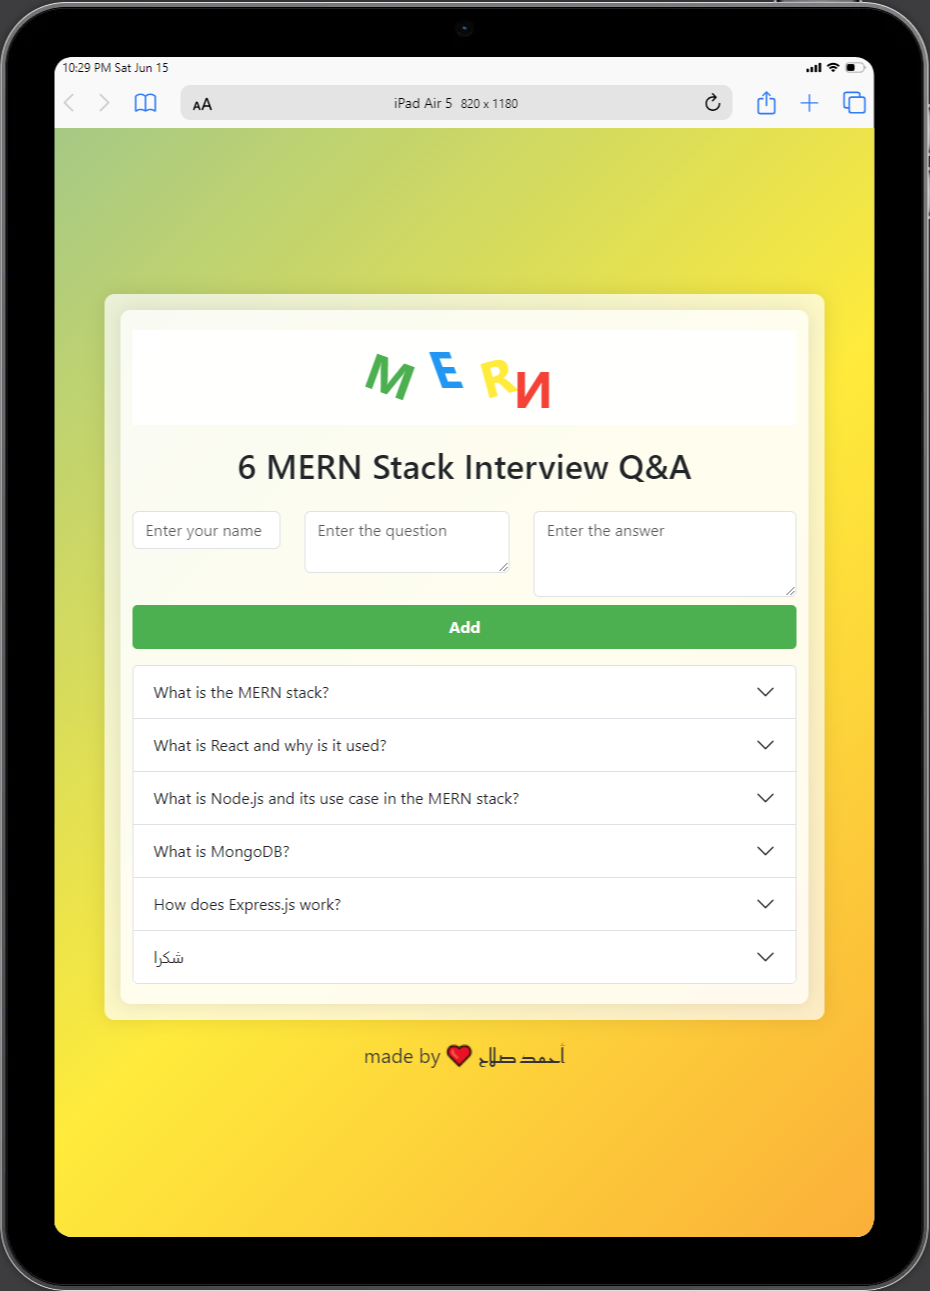 10:29 PM Sat Jun 15
AA iPad Air 5 820 x 1180
MERN
6 MERN Stack Interview Q&A
Enter your name
Enter the question
Enter the answer
Add
What is the MERN stack?
What is React and why is it used?
What is Node.js and its use case in the MERN stack?
What is MongoDB?
How does Express.js work?
شكرا
made by ❤️ أحمد صلاح